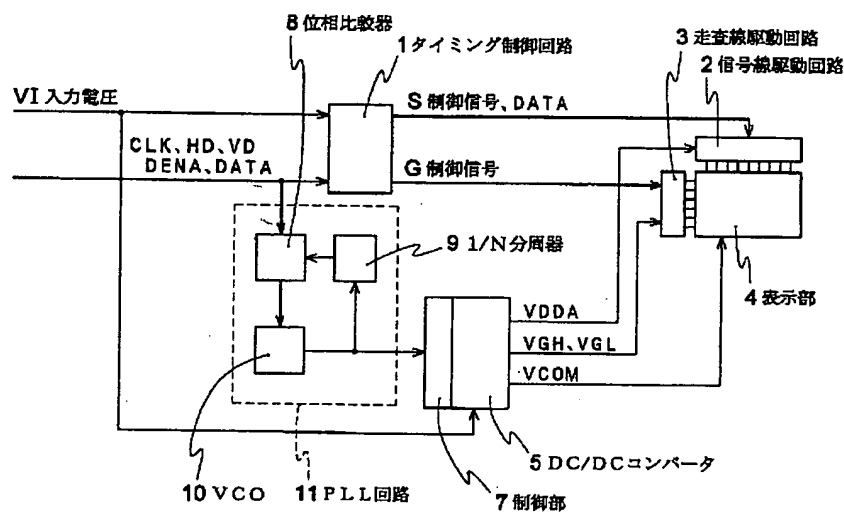 8位相比較器
1タイミング制御回路
3 走査線駆動回路
2 信号線駆動回路
VI 入力電圧
S 制御信号、DATA
CLK、HD、VD
DENA、DATA
G 制御信号
9 1/N分周器
4 表示部
VDDA
VGH、VGL
VCOM
5 DC/DCコンバータ
10 VCO
11 PLL回路
7 制御部